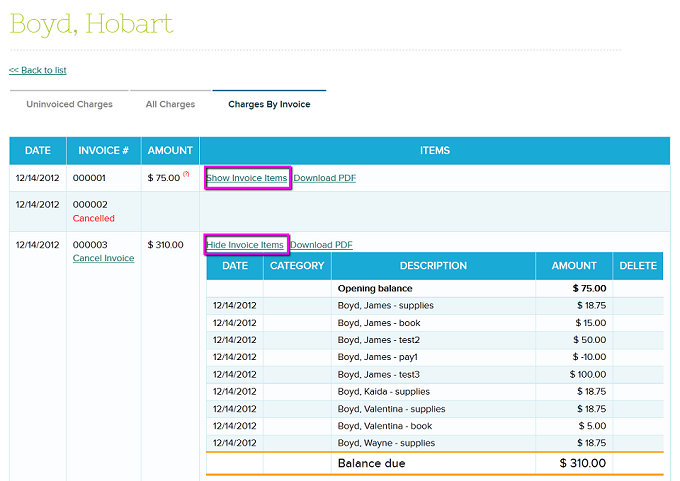 Boyd, Hobart
<< Back to list
Uninvoiced Charges All Charges Charges By Invoice
DATE INVOICE # AMOUNT ITEMS
12/14/2012 000001 $ 75.00 (?) Show Invoice Items Download PDF
12/14/2012 000002
Cancelled
12/14/2012 000003 $ 310.00 Hide Invoice Items Download PDF
Cancel Invoice
DATE CATEGORY DESCRIPTION AMOUNT DELETE
Opening balance $ 75.00
12/14/2012 Boyd, James - supplies $ 18.75
12/14/2012 Boyd, James - book $ 15.00
12/14/2012 Boyd, James - test2 $ 50.00
12/14/2012 Boyd, James - pay1 $ -10.00
12/14/2012 Boyd, James - test3 $ 100.00
12/14/2012 Boyd, Kaida - supplies $ 18.75
12/14/2012 Boyd, Valentina - supplies $ 18.75
12/14/2012 Boyd, Valentina - book $ 5.00
12/14/2012 Boyd, Wayne - supplies $ 18.75
Balance due $ 310.00